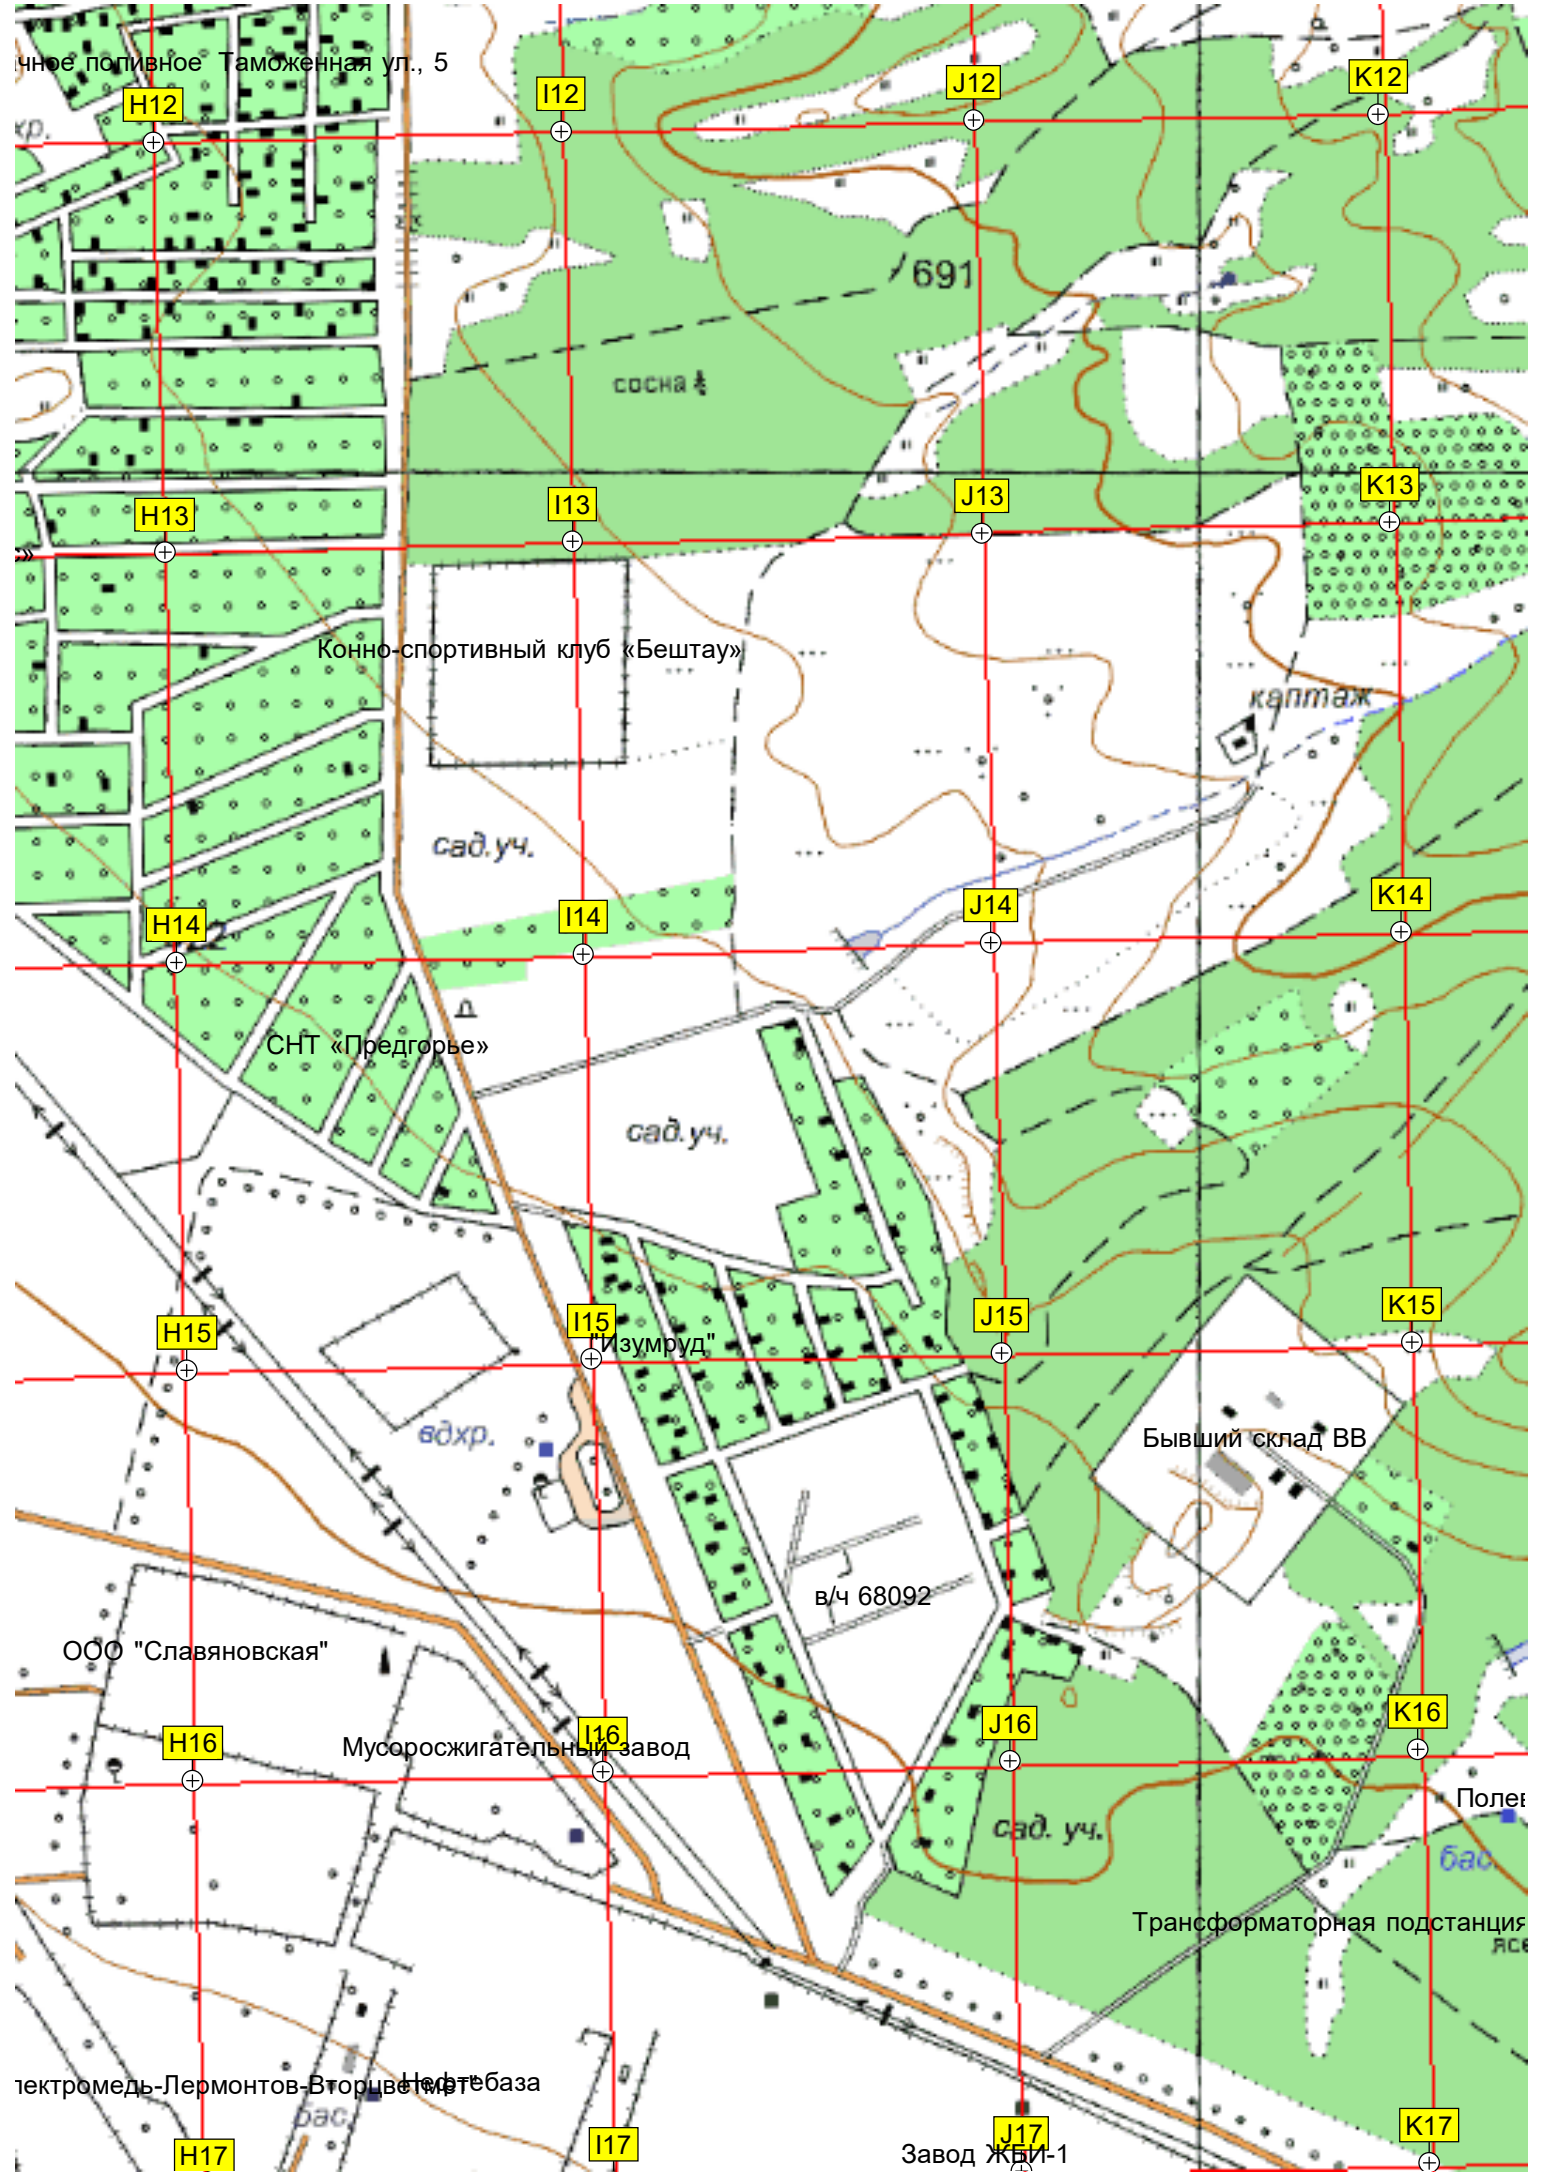 чное поливное Таможенная ул., 5
H12
I12
J12
K12
хр.
691
сосна
H13
I13
J13
K13
Конно-спортивный клуб «Бештау»
каптаж
сад.уч.
H14
I14
J14
K14
СНТ «Предгорье»
сад.уч.
H15
I15
J15
K15
"Изумруд"
вдхр.
Бывший склад ВВ
в/ч 68092
ООО "Славяновская"
H16
I16
J16
K16
Мусоросжигательный завод
Полев
сад. уч.
бас.
Трансформаторная подстанция
ясе
лектромедь-Лермонтов-Вторцветмет"
Нефтебаза
бас.
H17
I17
J17
K17
Завод ЖБИ-1